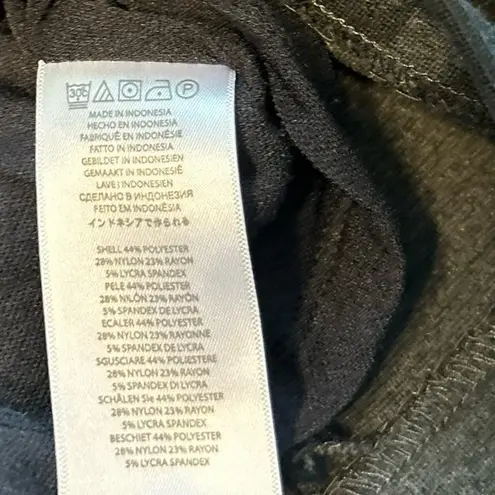 30c
P
MADE IN INDONESIA
HECHO EN INDONESIA
FABRIQUÉ EN INDONÉSIE
FATTO IN INDONESIA
GEBILDET IN INDONESIEN
GEMAAKT IN INDONESIË
LAVE I INDONESIEN
СДЕЛАНО В ИНДОНЕЗИИ
FEITO EM INDONESIA
インドネシアで作られる
SHELL 44% POLYESTER
28% NYLON 23% RAYON
5% LYCRA SPANDEX
PELE 44% POLIESTER
28% NILÓN 23% RAYÓN
5% SPANDEX DE LYCRA
ECALER 44% POLYESTER
28% NYLON 23% RAYONNE
5% SPANDEX DE LYCRA
SGUSCIARE 44% POLIESTERE
28% NYLON 23% RAYON
5% SPANDEX DI LYCRA
SCHÄLEN Sie 44% POLYESTER
28% NYLON 23% RAYON
5% LYCRA SPANDEX
BESCHIET 44% POLYESTER
28% NYLON 23% RAYON
5% LYCRA SPANDEX